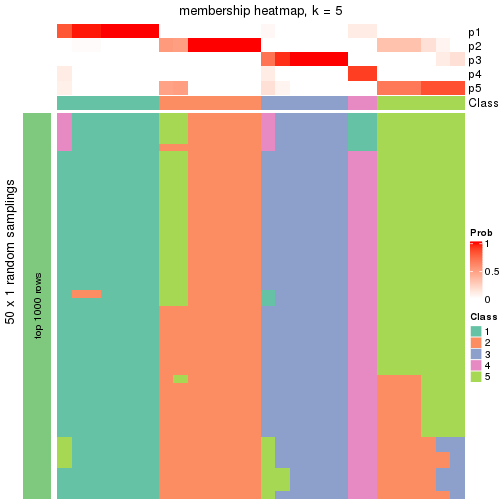 membership heatmap, k = 5
p1
p2
p3
p4
p5
Class
50 x 1 random samplings
top 1000 rows
Prob
1
0.5
0
Class
1
2
3
4
5